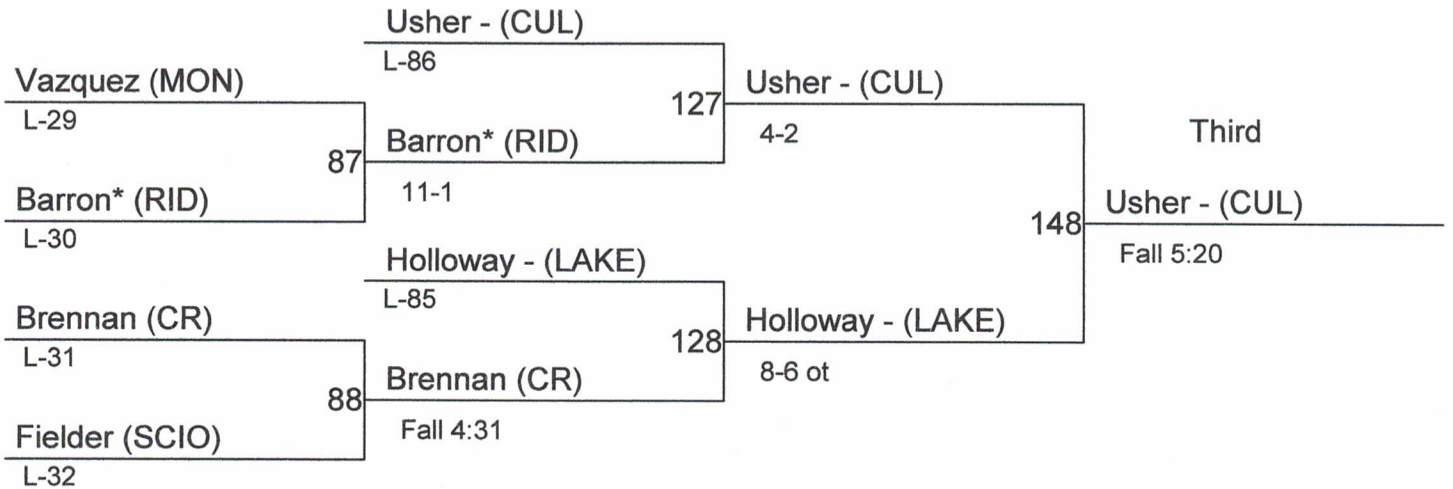 Usher - (CUL)
L-86
Vazquez (MON)
L-29
127
Usher - (CUL)
4-2
Third
87
Barron* (RID)
11-1
Barron* (RID)
L-30
148
Usher - (CUL)
Fall 5:20
Holloway - (LAKE)
L-85
Brennan (CR)
L-31
128
Holloway - (LAKE)
8-6 ot
88
Brennan (CR)
Fall 4:31
Fielder (SCIO)
L-32